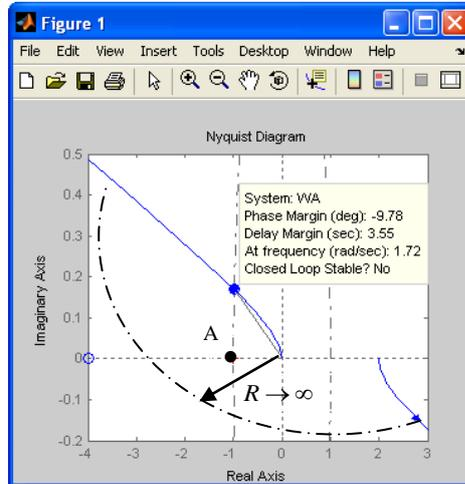 Figure 1
File Edit View Insert Tools Desktop Window Help
Nyquist Diagram
System: WA
Phase Margin (deg): -9.78
Delay Margin (sec): 3.55
At frequency (rad/sec): 1.72
Closed Loop Stable? No
Imaginary Axis
0.5
0.4
0.3
0.2
0.1
0
-0.1
-0.2
A
R → ∞
-4 -3 -2 -1 0 1 2 3
Real Axis